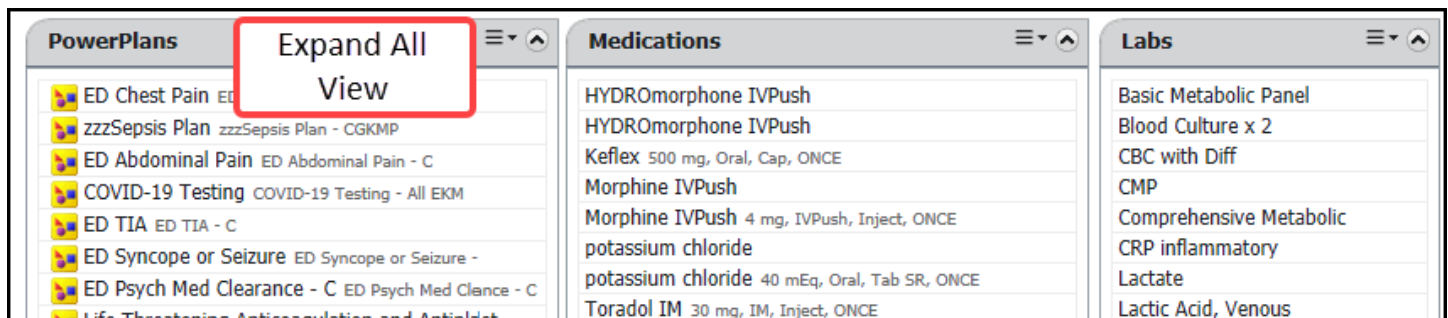 PowerPlans
Expand All
View
ED Chest Pain
zzzSepsis Plan zzzSepsis Plan - CGKMP
ED Abdominal Pain ED Abdominal Pain - C
COVID-19 Testing COVID-19 Testing - All EKM
ED TIA ED TIA - C
ED Syncope or Seizure ED Syncope or Seizure -
ED Psych Med Clearance - C ED Psych Med Clence - C
Life Threatening Anticoagulation and
Medications
HYDROmorphone IVPush
HYDROmorphone IVPush
Keflex 500 mg, Oral, Cap, ONCE
Morphine IVPush
Morphine IVPush 4 mg, IVPush, Inject, ONCE
potassium chloride
potassium chloride 40 mEq, Oral, Tab SR, ONCE
Toradol IM 30 mg, IM, Inject, ONCE
Labs
Basic Metabolic Panel
Blood Culture x 2
CBC with Diff
CMP
Comprehensive Metabolic
CRP inflammatory
Lactate
Lactic Acid, Venous